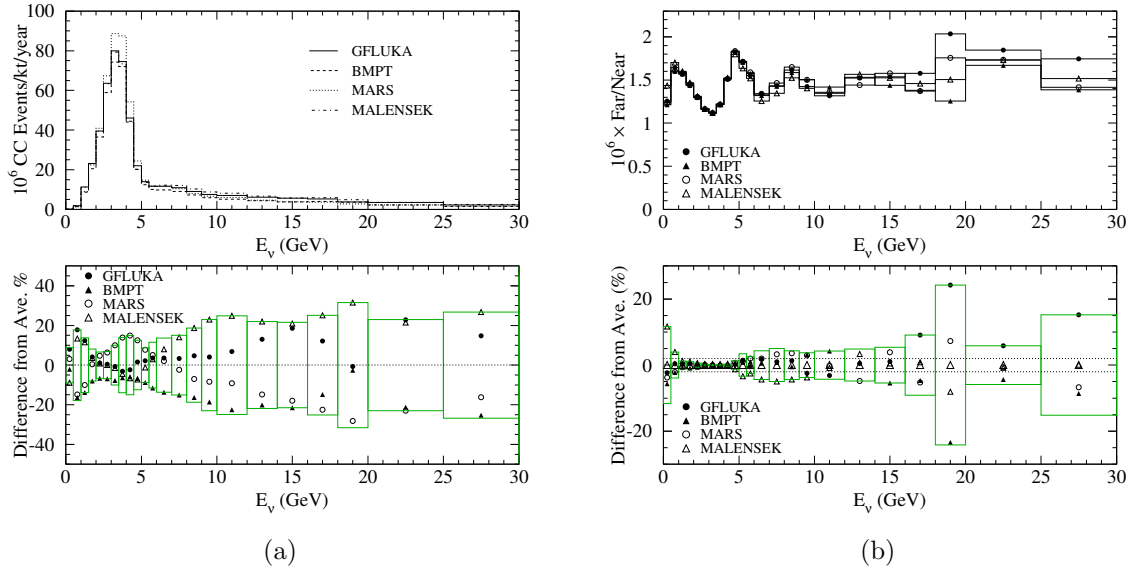 10⁶ CC Events/kt/year
100
80
60
40
20
0
GFLUKA
BMPT
MARS
MALENSEK
0 5 10 15 20 25 30
Eν (GeV)
Difference from Ave. %
40
20
0
-20
-40
GFLUKA
BMPT
MARS
MALENSEK
0 5 10 15 20 25 30
Eν (GeV)
(a)
10⁶ × Far/Near
2
1.5
1
0.5
0
GFLUKA
BMPT
MARS
MALENSEK
0 5 10 15 20 25 30
Eν (GeV)
Difference from Ave. (%)
20
0
-20
GFLUKA
BMPT
MARS
MALENSEK
0 5 10 15 20 25 30
Eν (GeV)
(b)